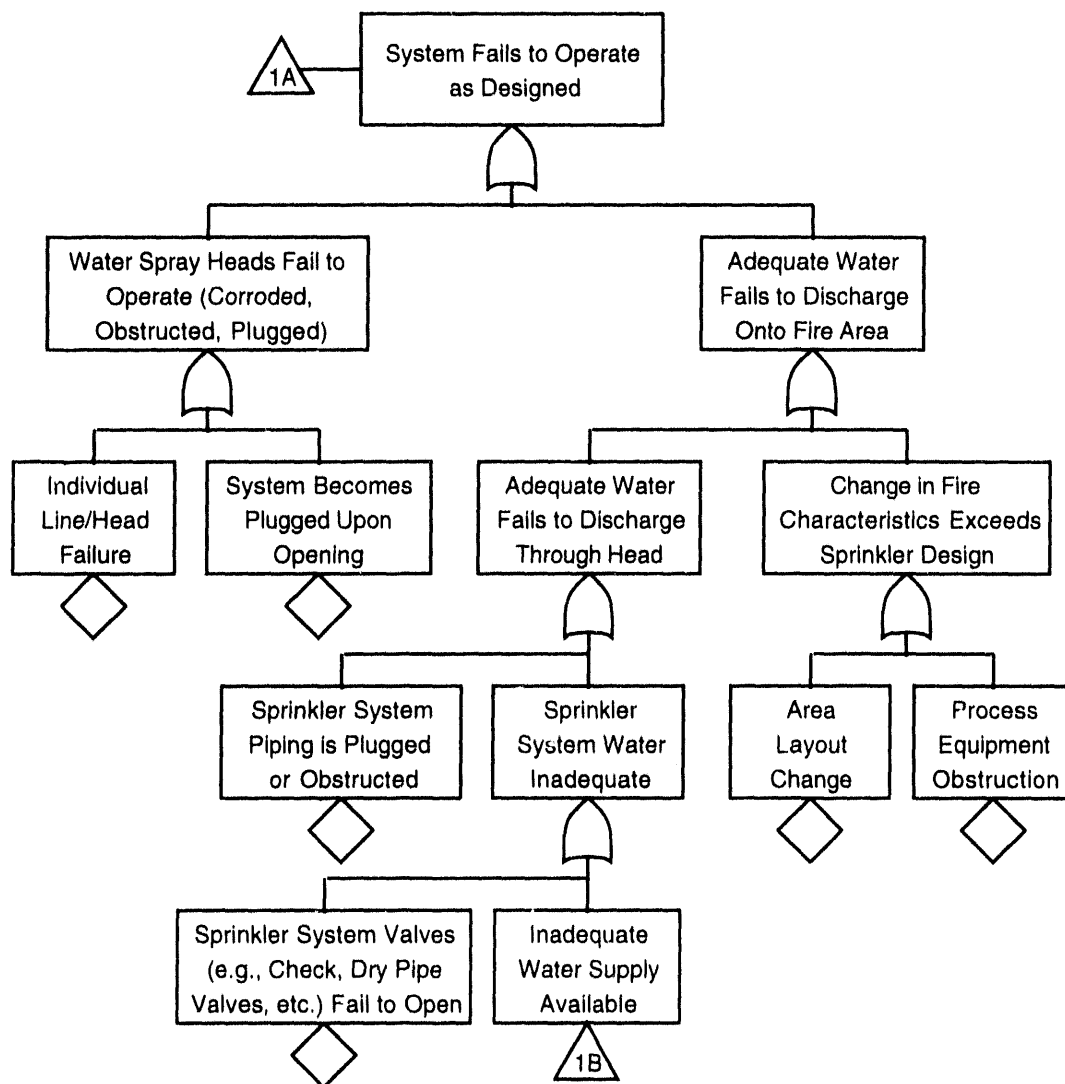 1A
System Fails to Operate
as Designed
Water Spray Heads Fail to
Operate (Corroded,
Obstructed, Plugged)
Adequate Water
Fails to Discharge
Onto Fire Area
Individual
Line/Head
Failure
System Becomes
Plugged Upon
Opening
Adequate Water
Fails to Discharge
Through Head
Change in Fire
Characteristics Exceeds
Sprinkler Design
Sprinkler System
Piping is Plugged
or Obstructed
Sprinkler
System Water
Inadequate
Area
Layout
Change
Process
Equipment
Obstruction
Sprinkler System Valves
(e.g., Check, Dry Pipe
Valves, etc.) Fail to Open
Inadequate
Water Supply
Available
1B